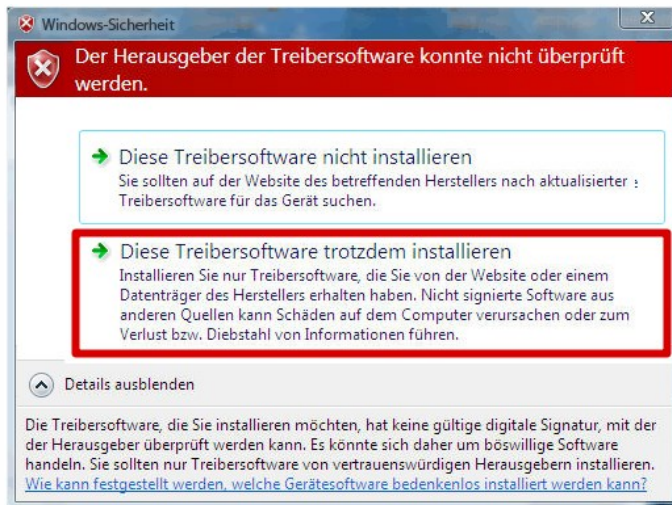 Windows-Sicherheit
Der Herausgeber der Treibersoftware konnte nicht überprüft
werden.
Diese Treibersoftware nicht installieren
Sie sollten auf der Website des betreffenden Herstellers nach aktualisierter
Treibersoftware für das Gerät suchen.
Diese Treibersoftware trotzdem installieren
Installieren Sie nur Treibersoftware, die Sie von der Website oder einem
Datenträger des Herstellers erhalten haben. Nicht signierte Software aus
anderen Quellen kann Schäden auf dem Computer verursachen oder zum
Verlust bzw. Diebstahl von Informationen führen.
Details ausblenden
Die Treibersoftware, die Sie installieren möchten, hat keine gültige digitale Signatur, mit der
der Herausgeber überprüft werden kann. Es könnte sich daher um böswillige Software
handeln. Sie sollten nur Treibersoftware von vertrauenswürdigen Herausgebern installieren.
Wie kann festgestellt werden, welche Gerätesoftware bedenkenlos installiert werden kann?